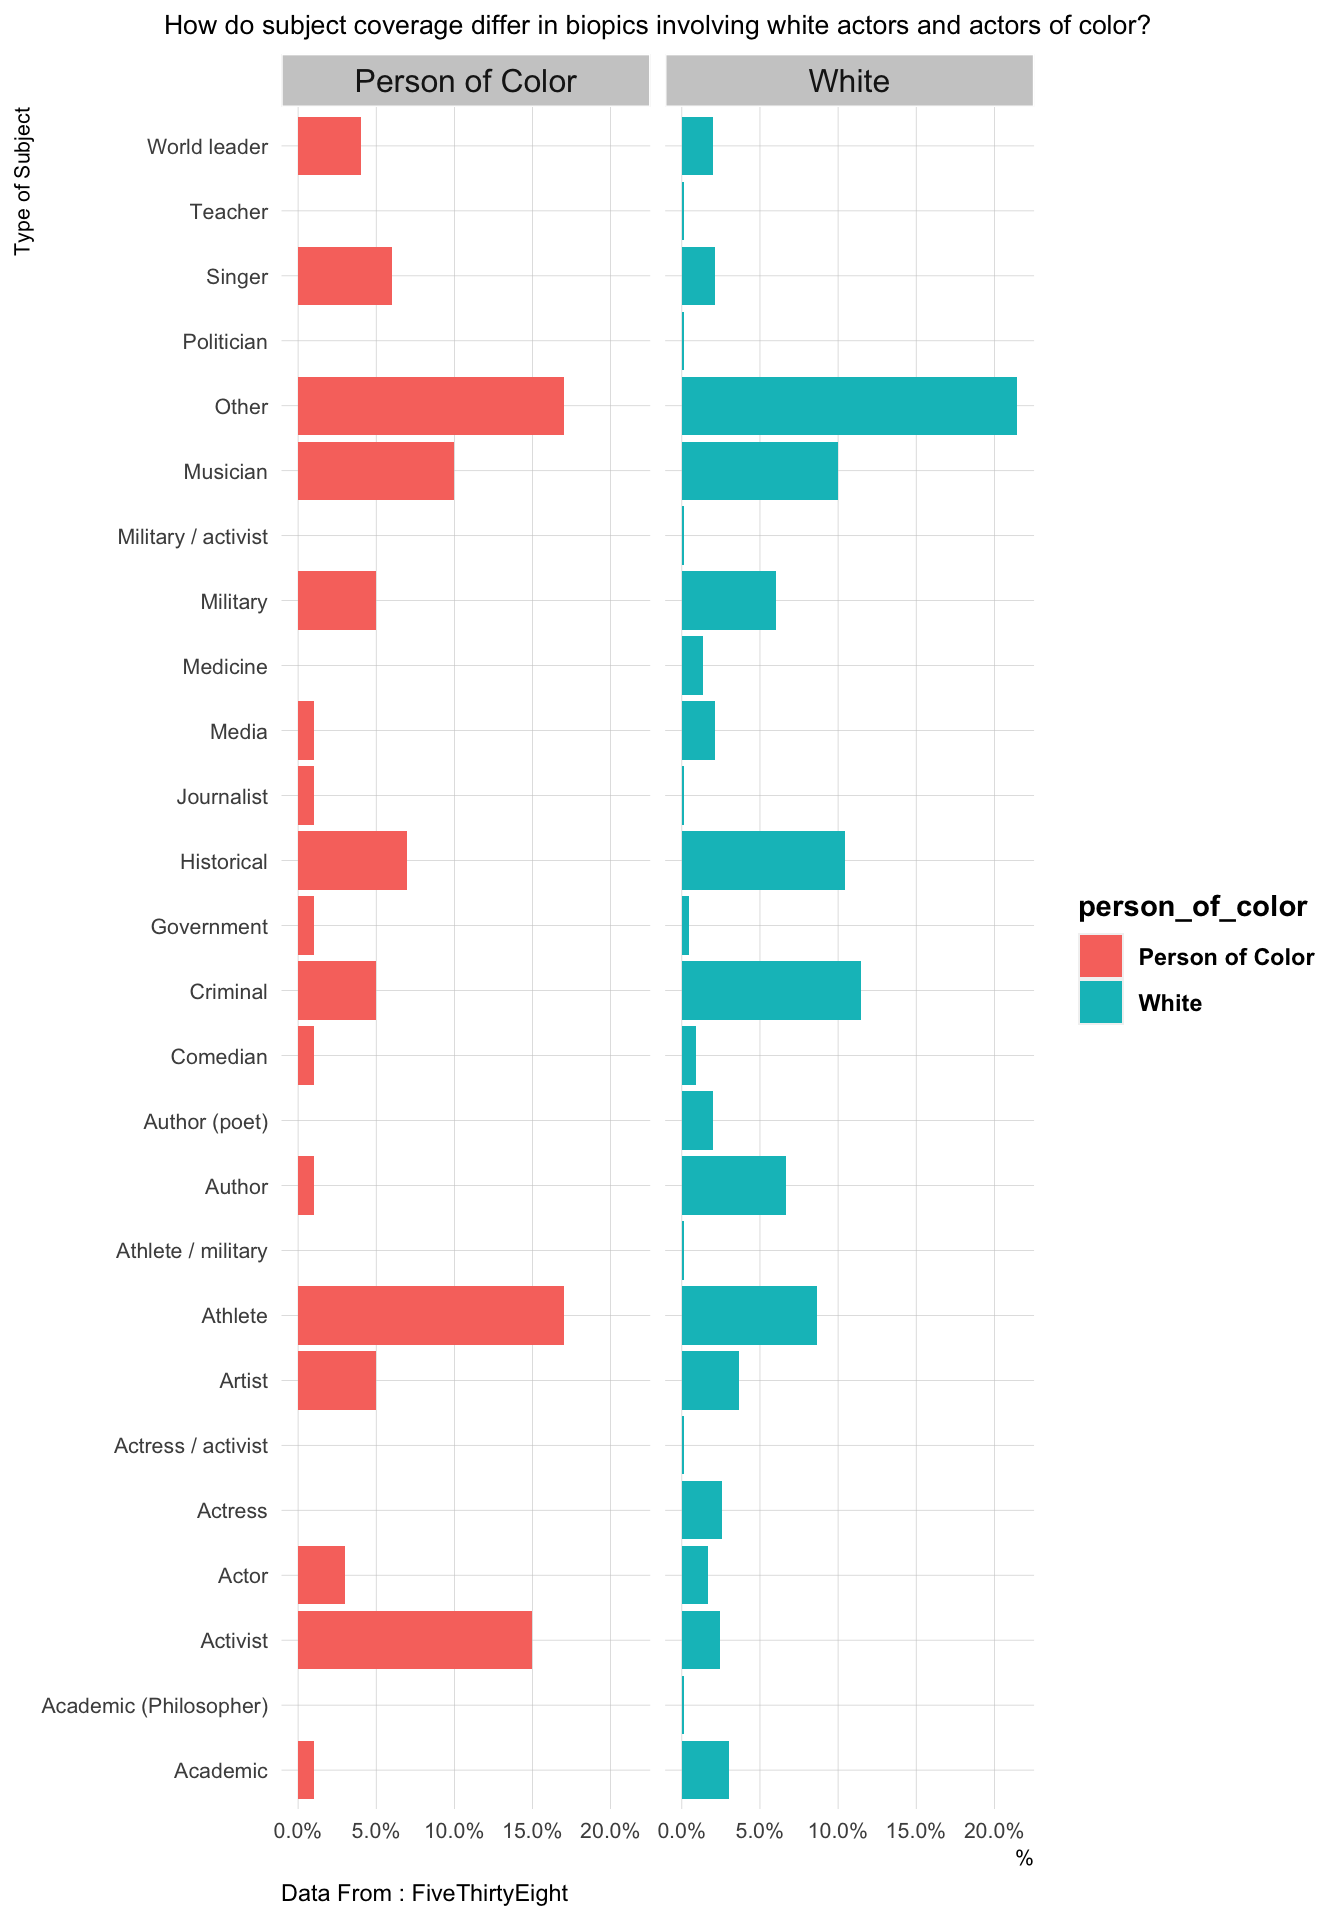 How do subject coverage differ in biopics involving white actors and actors of color?
Person of Color
White
Type of Subject
World leader
Teacher
Singer
Politician
Other
Musician
Military / activist
Military
Medicine
Media
Journalist
Historical
Government
Criminal
Comedian
Author (poet)
Author
Athlete / military
Athlete
Artist
Actress / activist
Actress
Actor
Activist
Academic (Philosopher)
Academic
0.0% 5.0% 10.0% 15.0% 20.0%
0.0% 5.0% 10.0% 15.0% 20.0%
%
person_of_color
Person of Color
White
Data From : FiveThirtyEight